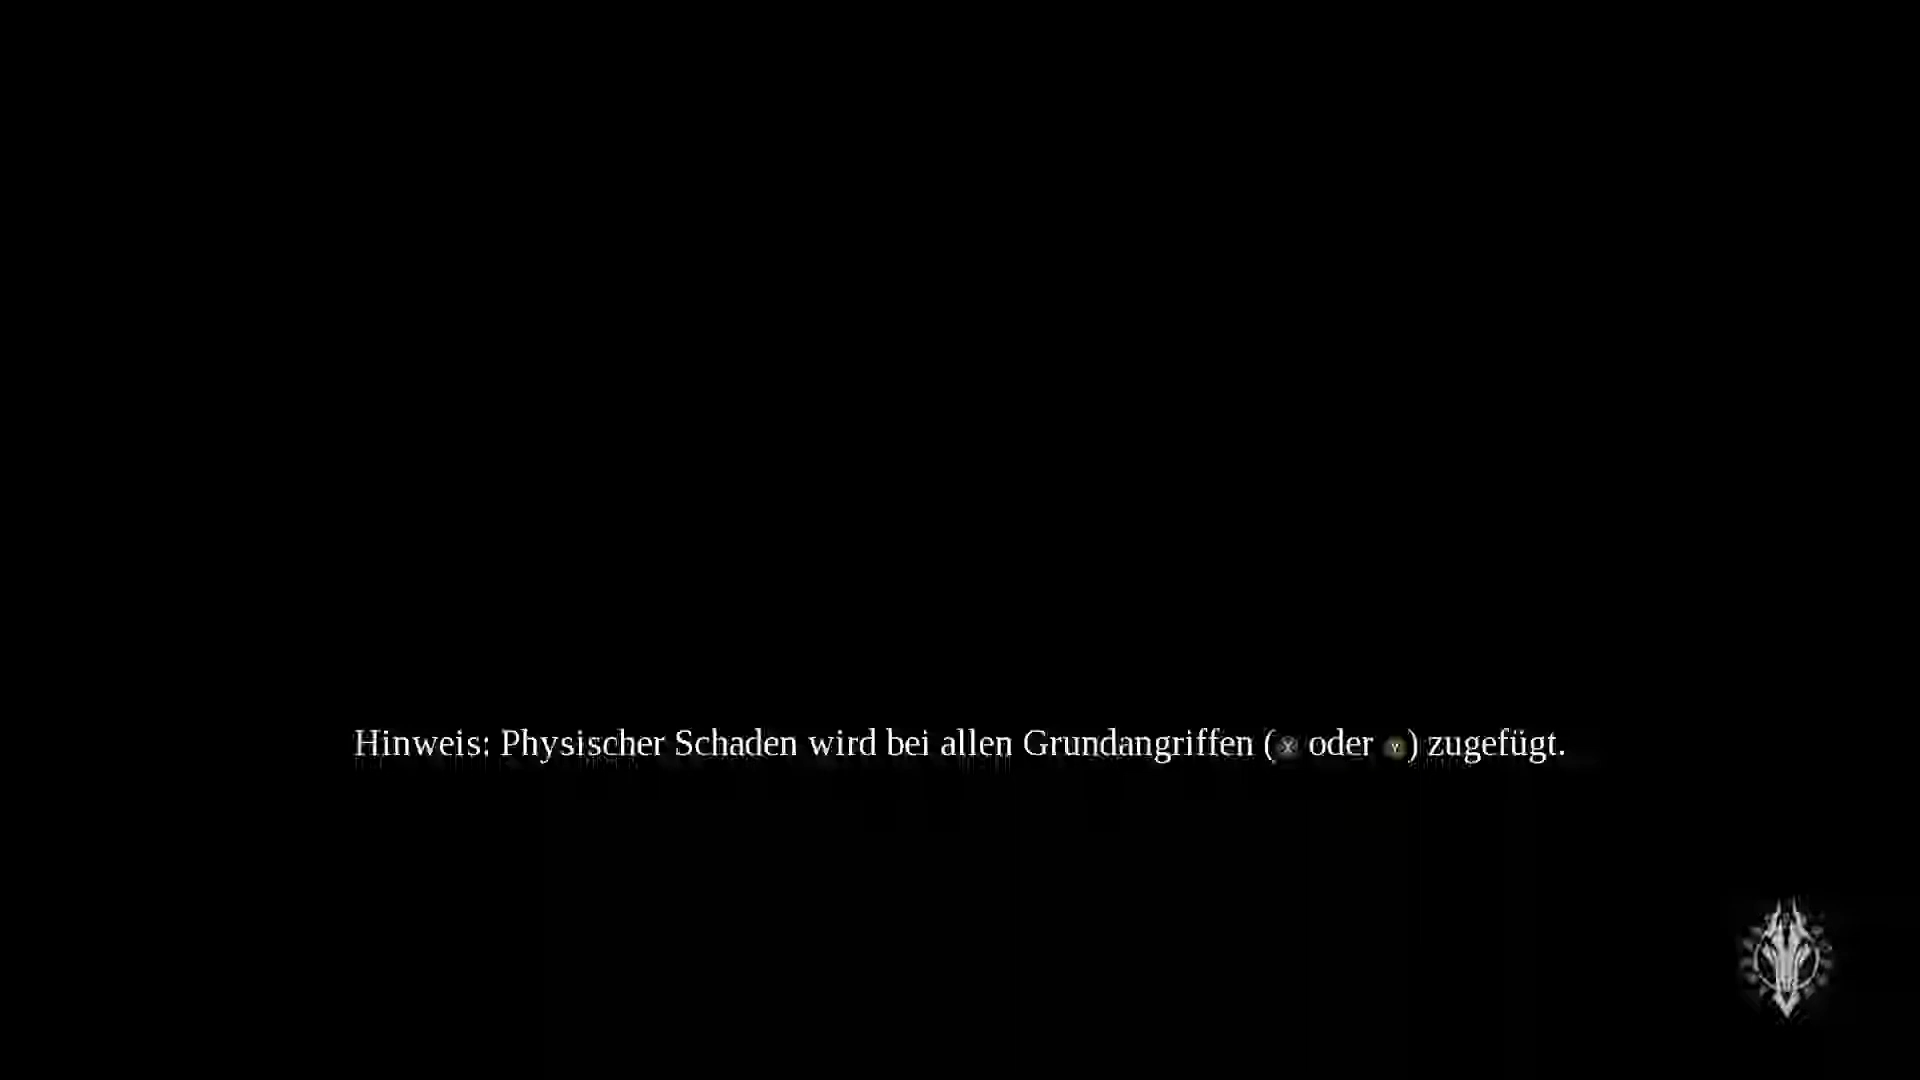 Hinweis: Physischer Schaden wird bei allen Grundangriffen (X oder Y) zugefügt.